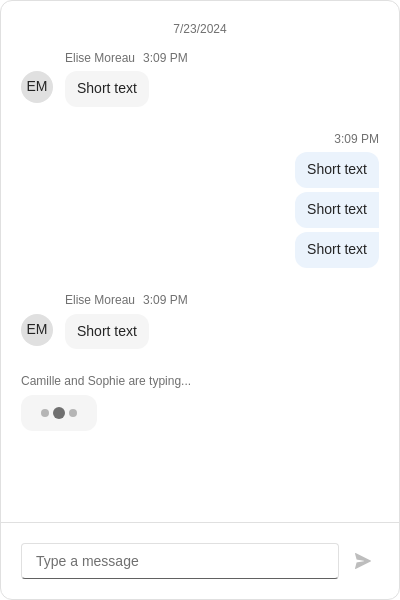 7/23/2024
Elise Moreau 3:09 PM
EM
Short text
3:09 PM
Short text
Short text
Short text
Elise Moreau 3:09 PM
EM
Short text
Camille and Sophie are typing...
Type a message